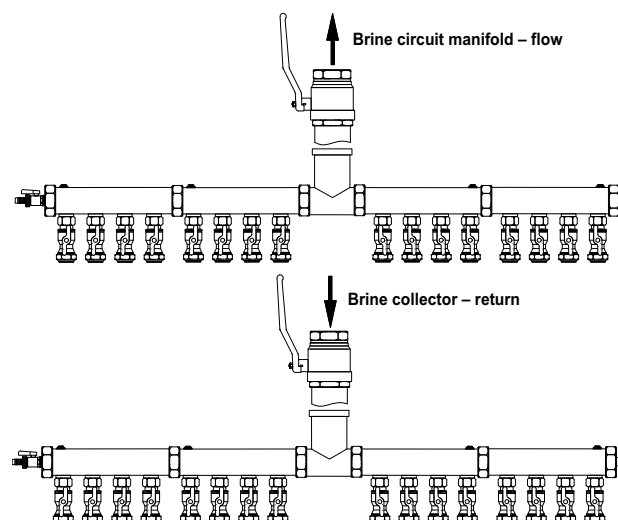 Brine circuit manifold – flow
Brine collector – return